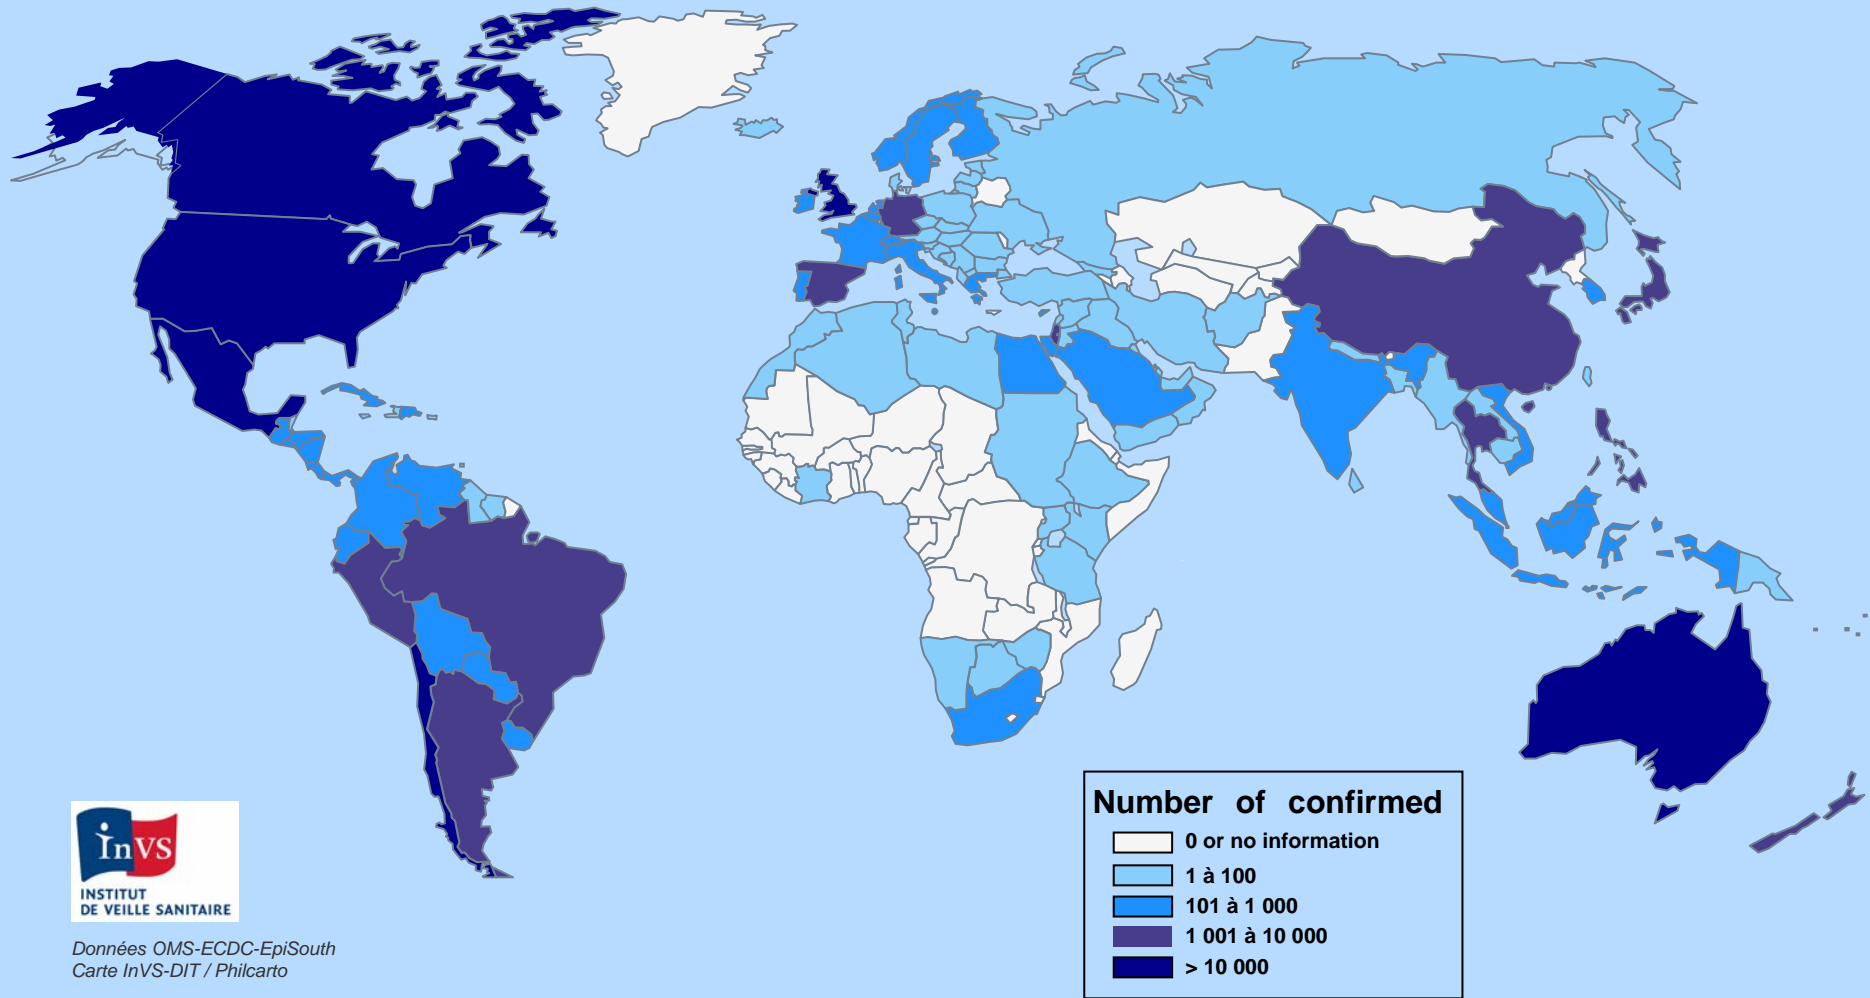 Number of confirmed
0 or no information
1 à 100
101 à 1 000
1 001 à 10 000
> 10 000
InVS
INSTITUT
DE VEILLE SANITAIRE
Données OMS-ECDC-EpiSouth
Carte InVS-DIT / Philcarto